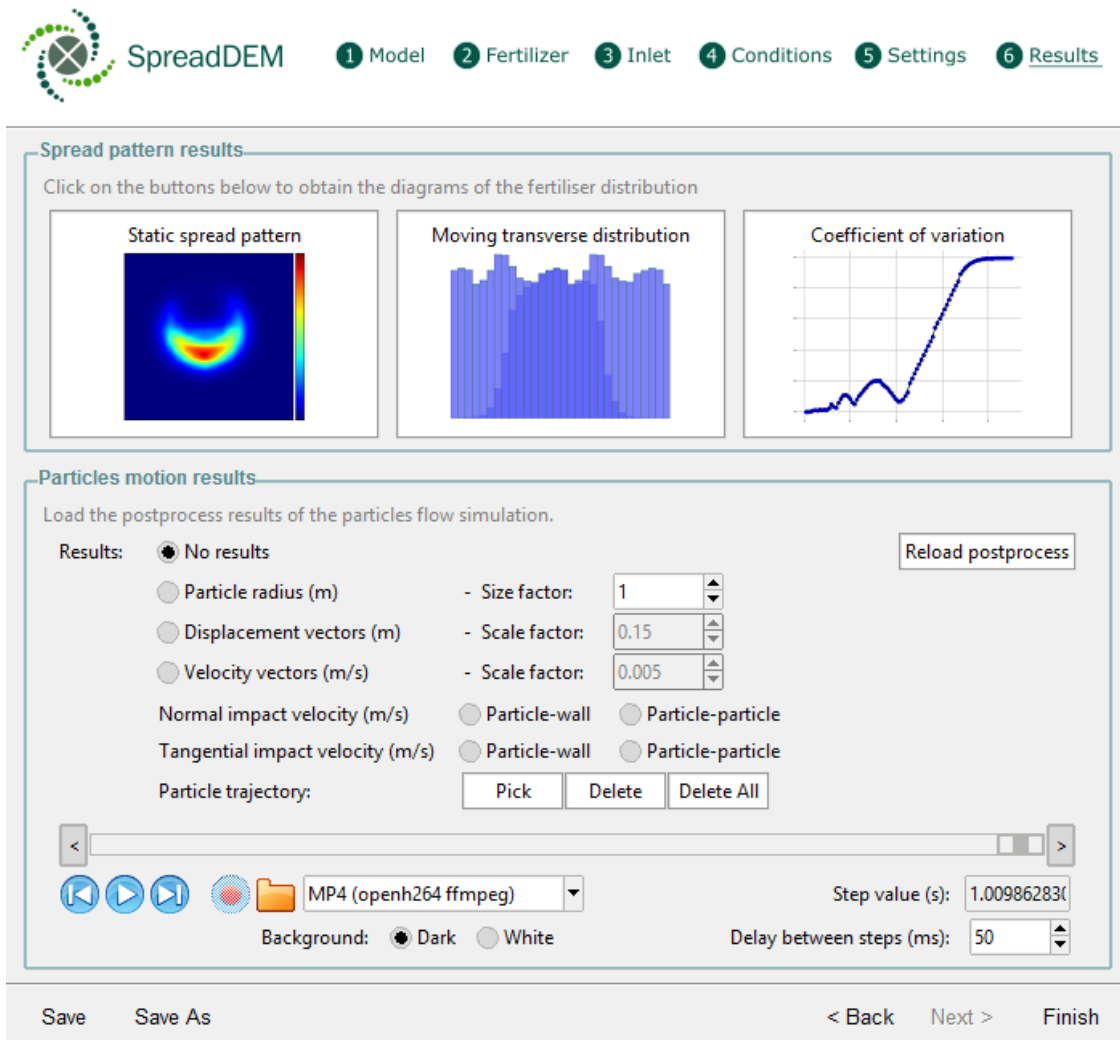 SpreadDEM 1 Model 2 Fertilizer 3 Inlet 4 Conditions 5 Settings 6 Results
Spread pattern results
Click on the buttons below to obtain the diagrams of the fertiliser distribution
Static spread pattern Moving transverse distribution Coefficient of variation
Particles motion results
Load the postprocess results of the particles flow simulation.
Results: No results Reload postprocess
Particle radius (m) - Size factor: 1
Displacement vectors (m) - Scale factor: 0.15
Velocity vectors (m/s) - Scale factor: 0.005
Normal impact velocity (m/s) Particle-wall Particle-particle
Tangential impact velocity (m/s) Particle-wall Particle-particle
Particle trajectory: Pick Delete Delete All
< >
MP4 (openh264 ffmpeg) Step value (s): 1.00986283
Background: Dark White Delay between steps (ms): 50
Save Save As < Back Next > Finish